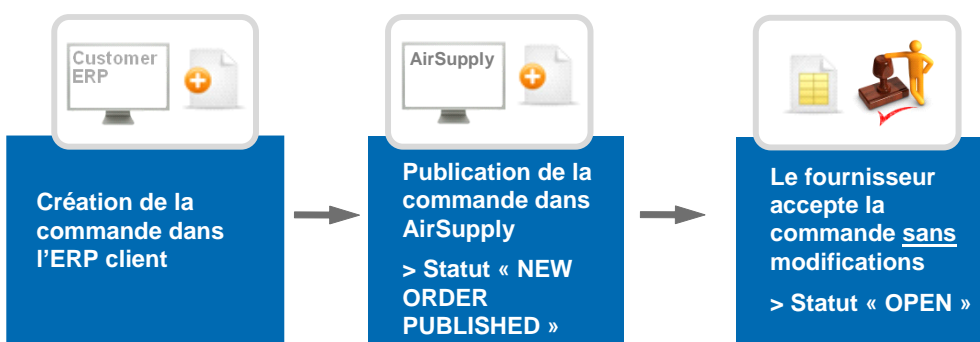 Customer
ERP
Création de la
commande dans
l’ERP client
AirSupply
Publication de la
commande dans
AirSupply
> Statut « NEW
ORDER
PUBLISHED »
Le fournisseur
accepte la
commande sans
modifications
> Statut « OPEN »